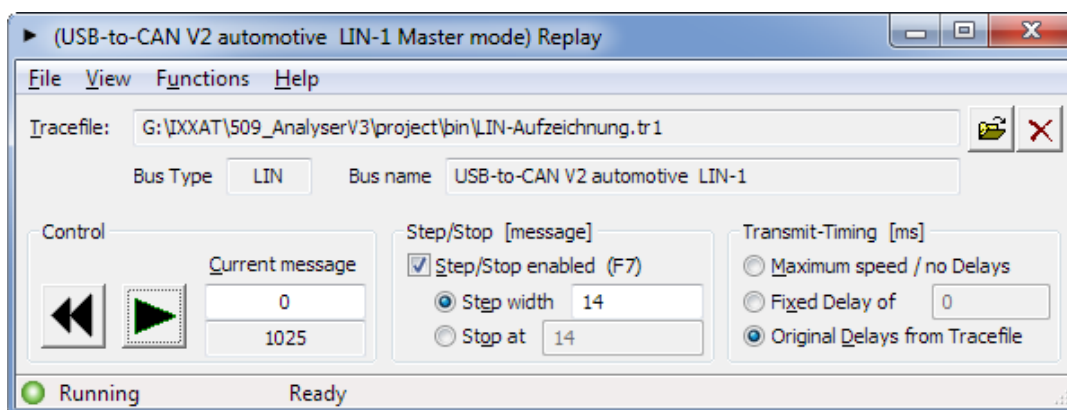 (USB-to-CAN V2 automotive LIN-1 Master mode) Replay
File View Functions Help
Tracefile: G:\IXXAT\509_AnalyserV3\project\bin\LIN-Aufzeichnung.tr1
Bus Type LIN Bus name USB-to-CAN V2 automotive LIN-1
Control
Current message
0
1025
Step/Stop [message]
Step/Stop enabled (F7)
Step width 14
Stop at 14
Transmit-Timing [ms]
Maximum speed / no Delays
Fixed Delay of 0
Original Delays from Tracefile
Running Ready